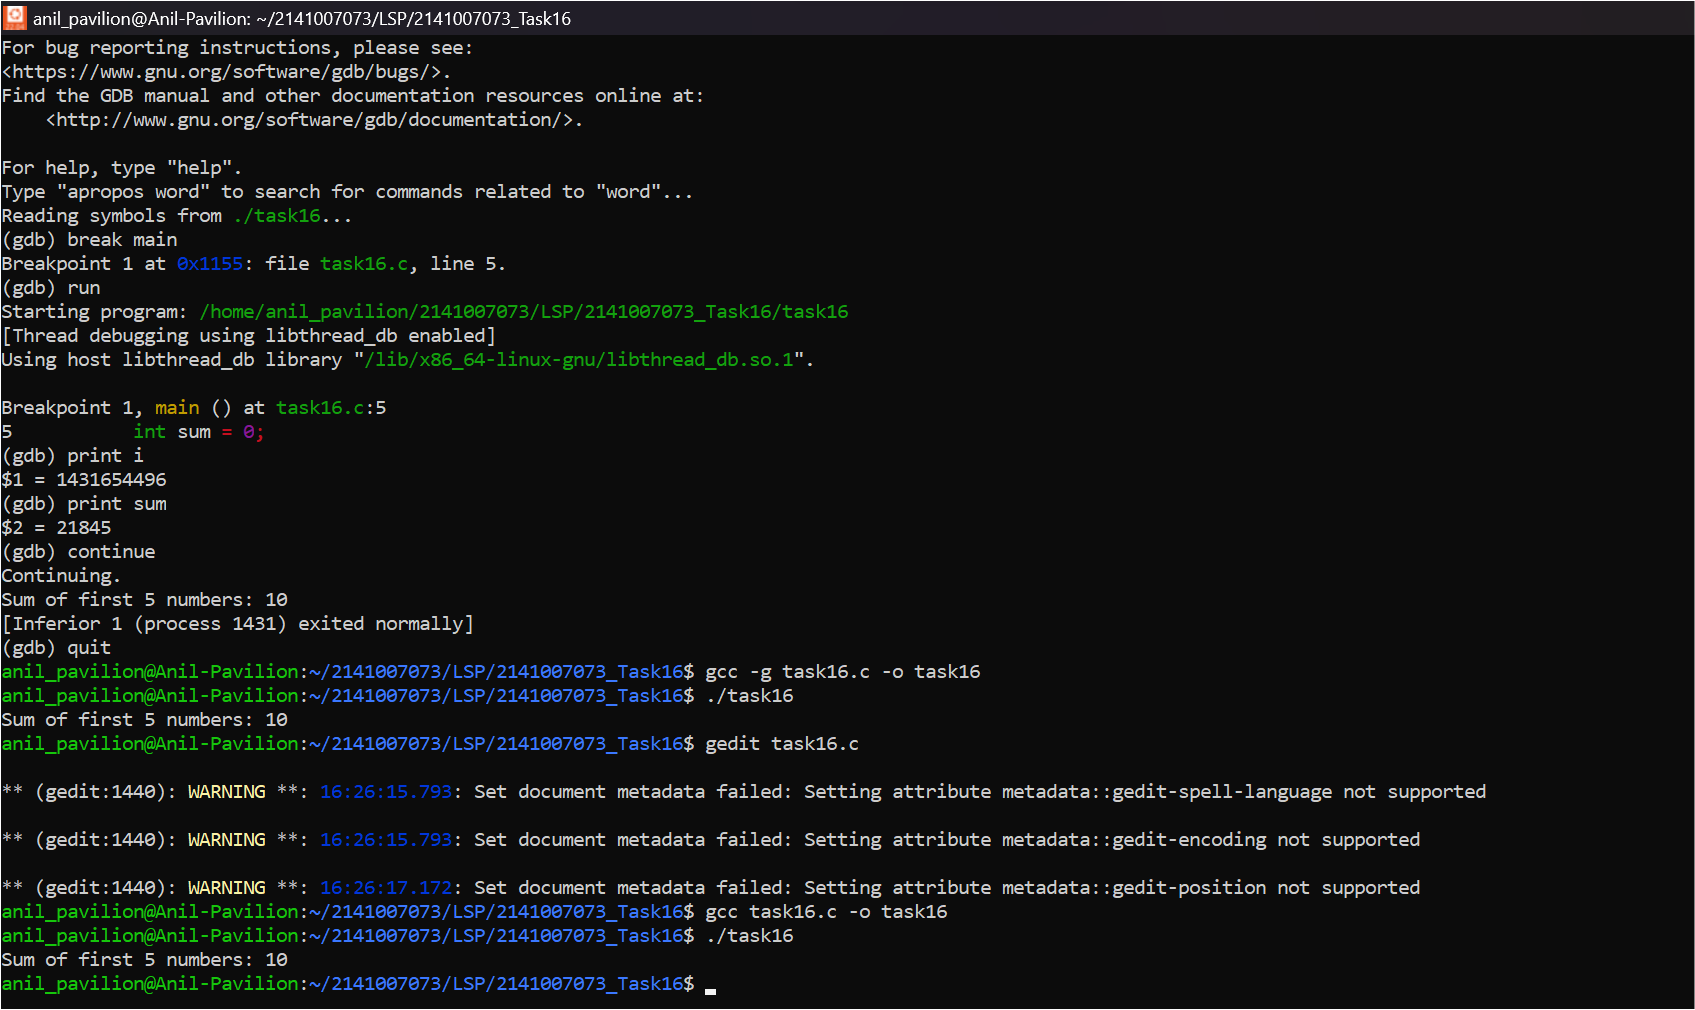 anil_pavilion@Anil-Pavilion: ~/2141007073/LSP/2141007073_Task16
For bug reporting instructions, please see:
<https://www.gnu.org/software/gdb/bugs/>.
Find the GDB manual and other documentation resources online at:
    <http://www.gnu.org/software/gdb/documentation/>.

For help, type "help".
Type "apropos word" to search for commands related to "word"...
Reading symbols from ./task16...
(gdb) break main
Breakpoint 1 at 0x1155: file task16.c, line 5.
(gdb) run
Starting program: /home/anil_pavilion/2141007073/LSP/2141007073_Task16/task16
[Thread debugging using libthread_db enabled]
Using host libthread_db library "/lib/x86_64-linux-gnu/libthread_db.so.1".

Breakpoint 1, main () at task16.c:5
5           int sum = 0;
(gdb) print i
$1 = 1431654496
(gdb) print sum
$2 = 21845
(gdb) continue
Continuing.
Sum of first 5 numbers: 10
[Inferior 1 (process 1431) exited normally]
(gdb) quit
anil_pavilion@Anil-Pavilion:~/2141007073/LSP/2141007073_Task16$ gcc -g task16.c -o task16
anil_pavilion@Anil-Pavilion:~/2141007073/LSP/2141007073_Task16$ ./task16
Sum of first 5 numbers: 10
anil_pavilion@Anil-Pavilion:~/2141007073/LSP/2141007073_Task16$ gedit task16.c

** (gedit:1440): WARNING **: 16:26:15.793: Set document metadata failed: Setting attribute metadata::gedit-spell-language not supported

** (gedit:1440): WARNING **: 16:26:15.793: Set document metadata failed: Setting attribute metadata::gedit-encoding not supported

** (gedit:1440): WARNING **: 16:26:17.172: Set document metadata failed: Setting attribute metadata::gedit-position not supported
anil_pavilion@Anil-Pavilion:~/2141007073/LSP/2141007073_Task16$ gcc task16.c -o task16
anil_pavilion@Anil-Pavilion:~/2141007073/LSP/2141007073_Task16$ ./task16
Sum of first 5 numbers: 10
anil_pavilion@Anil-Pavilion:~/2141007073/LSP/2141007073_Task16$